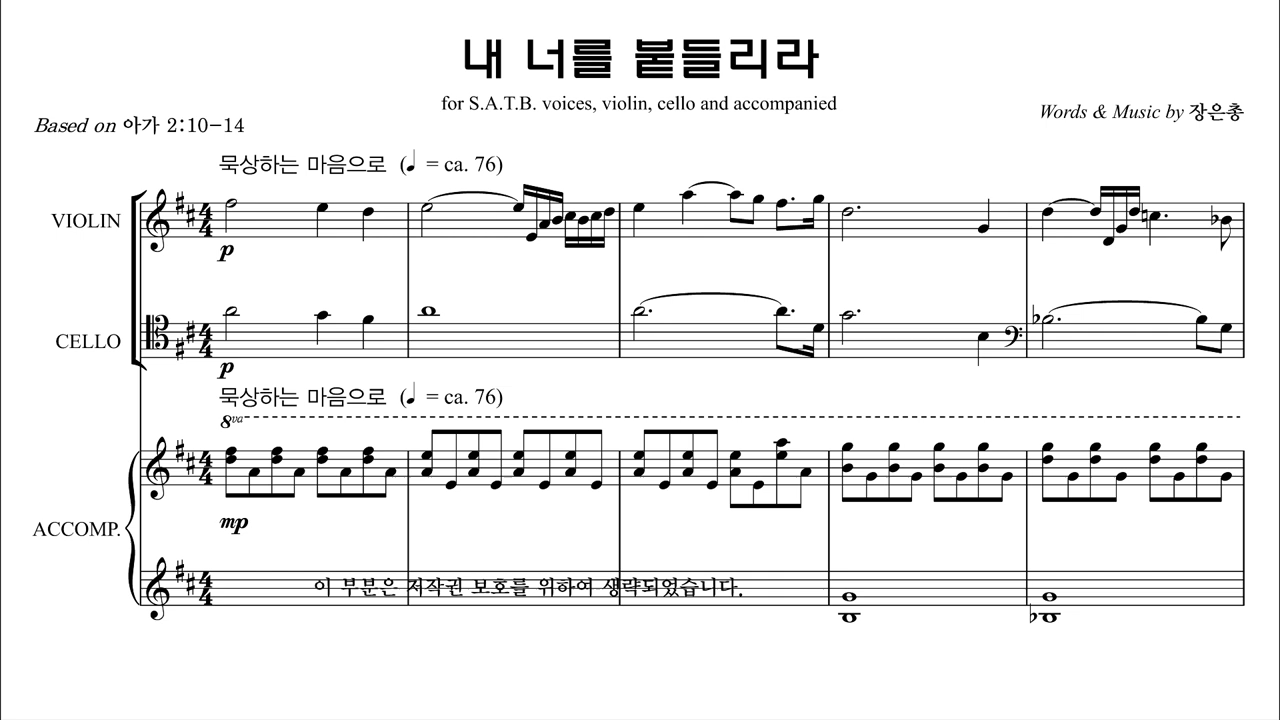 내 너를 붙들리라
for S.A.T.B. voices, violin, cello and accompanied
Words & Music by 장은총
Based on 아가 2:10-14
묵상하는 마음으로 (♩ = ca. 76)
VIOLIN
p
CELLO
p
묵상하는 마음으로 (♩ = ca. 76)
8va
mp
ACCOMP.
이 부분은 저작권 보호를 위하여 생략되었습니다.